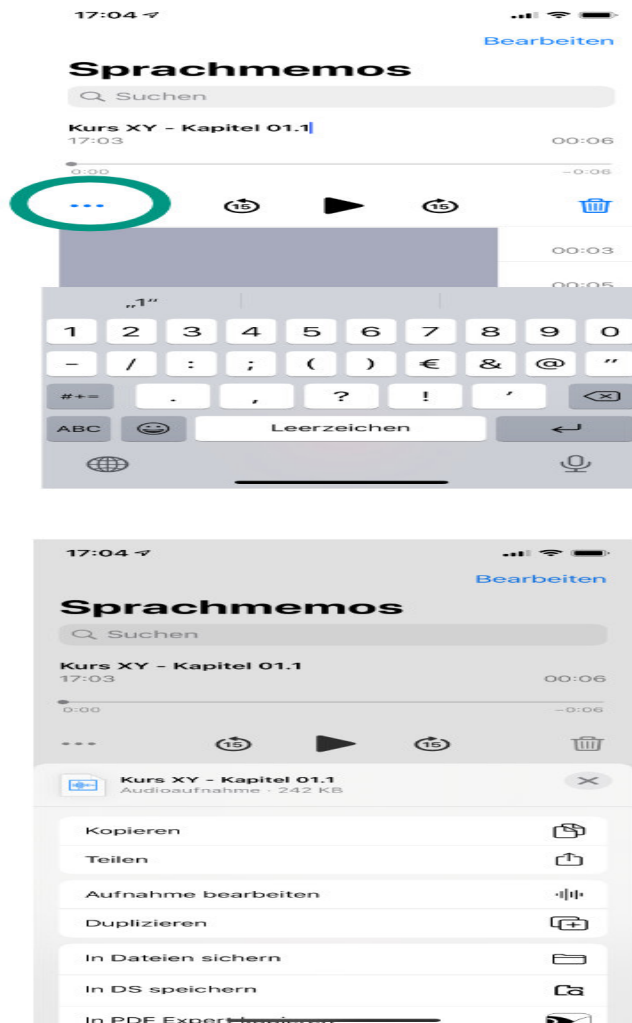 17:04
Bearbeiten
Sprachmemos
Suchen
Kurs XY - Kapitel 01.1
17:03 00:06
0:00 -0:06
... 15 15
00:03
00:05
„1"
1 2 3 4 5 6 7 8 9 0
- / : ; ( ) € & @ "
#+= . , ? ! '
ABC Leerzeichen
17:04
Bearbeiten
Sprachmemos
Suchen
Kurs XY - Kapitel 01.1
17:03 00:06
0:00 -0:06
... 15 15
Kurs XY - Kapitel 01.1
Audioaufnahme · 242 KB
Kopieren
Teilen
Aufnahme bearbeiten
Duplizieren
In Dateien sichern
In DS speichern
In PDF Expert kopieren